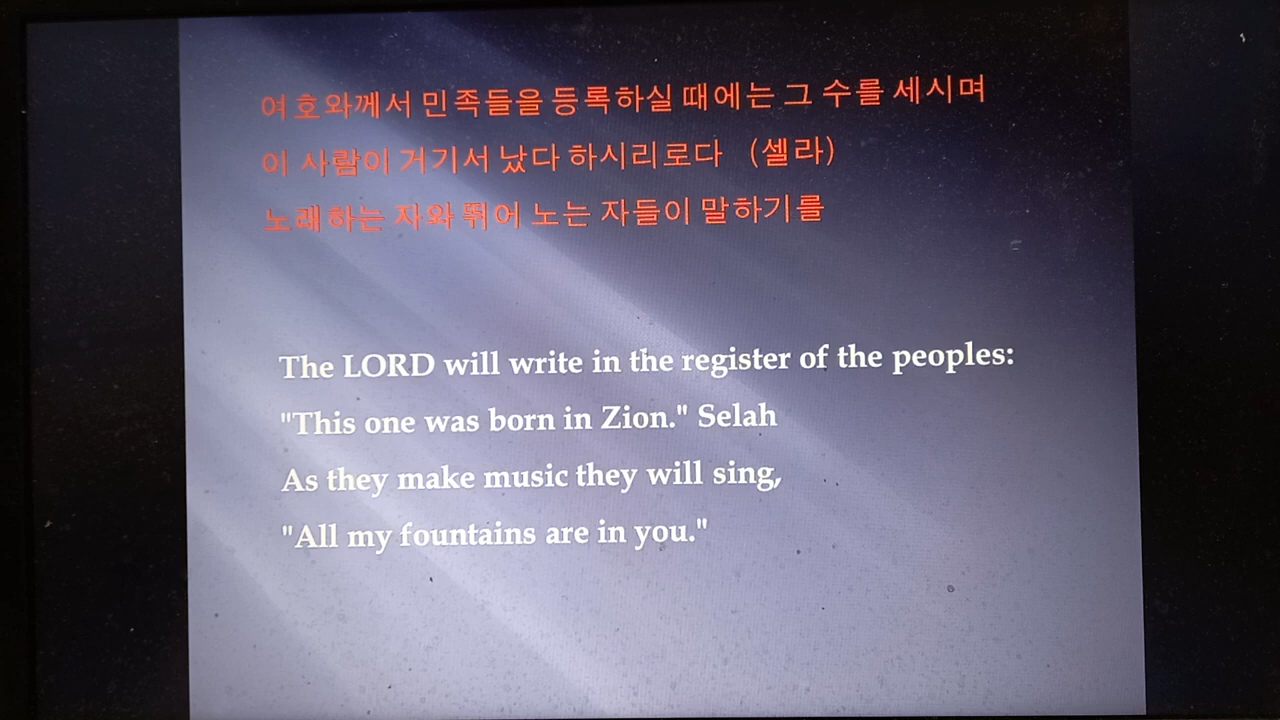 여호와께서 민족들을 등록하실 때에는 그 수를 세시며
이 사람이 거기서 났다 하시리로다 (셀라)
노래하는 자와 뛰어 노는 자들이 말하기를
The LORD will write in the register of the peoples:
"This one was born in Zion." Selah
As they make music they will sing,
"All my fountains are in you."